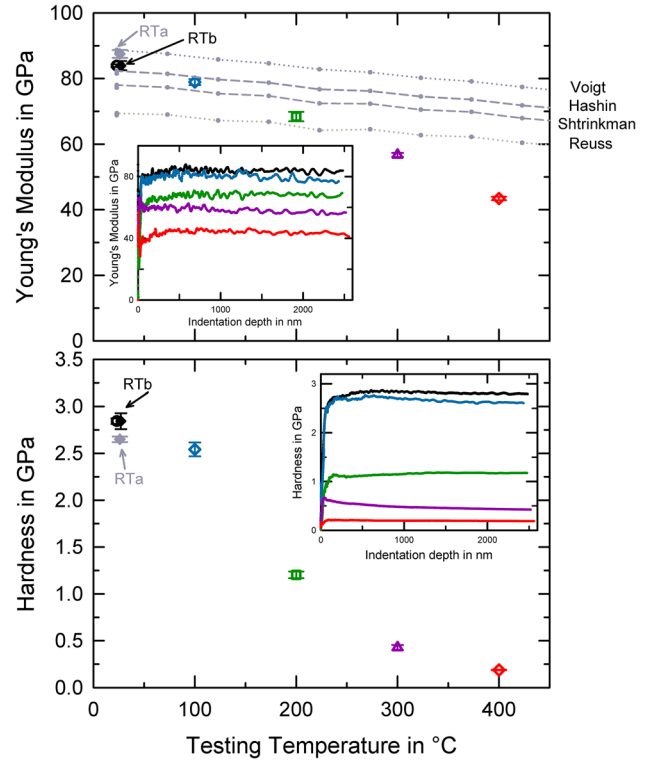 100
RTa
RTb
80
Voigt
Hashin
Shtrinkman
Reuss
60
40
20
0
Young's Modulus in GPa
80
40
0
Young's Modulus in GPa
0 1000 2000
Indentation depth in nm
3.5
3.0
2.5
2.0
1.5
1.0
0.5
0.0
Hardness in GPa
RTb
RTa
3
2
1
0
Hardness in GPa
0 1000 2000
Indentation depth in nm
0 100 200 300 400
Testing Temperature in °C